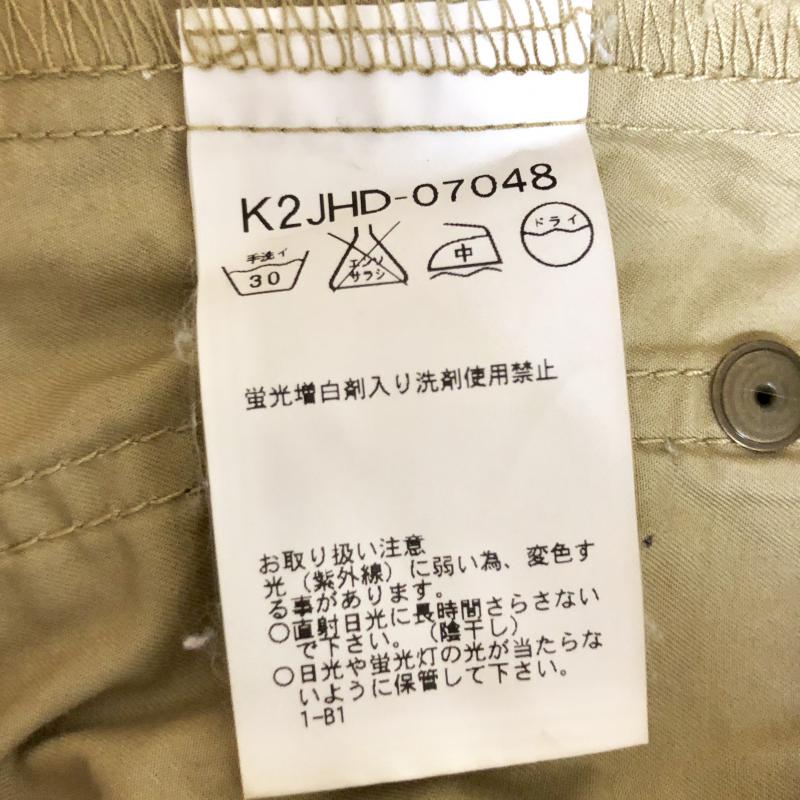 K2JHD-07048
手洗イ
30
エンソ
サラシ
中
ドライ
蛍光増白剤入り洗剤使用禁止
お取り扱い注意
光（紫外線）に弱い為、変色す
る事があります。
○直射日光に長時間さらさない
で下さい。（陰干し）
○日光や蛍光灯の光が当たらな
いように保管して下さい。
1-B1